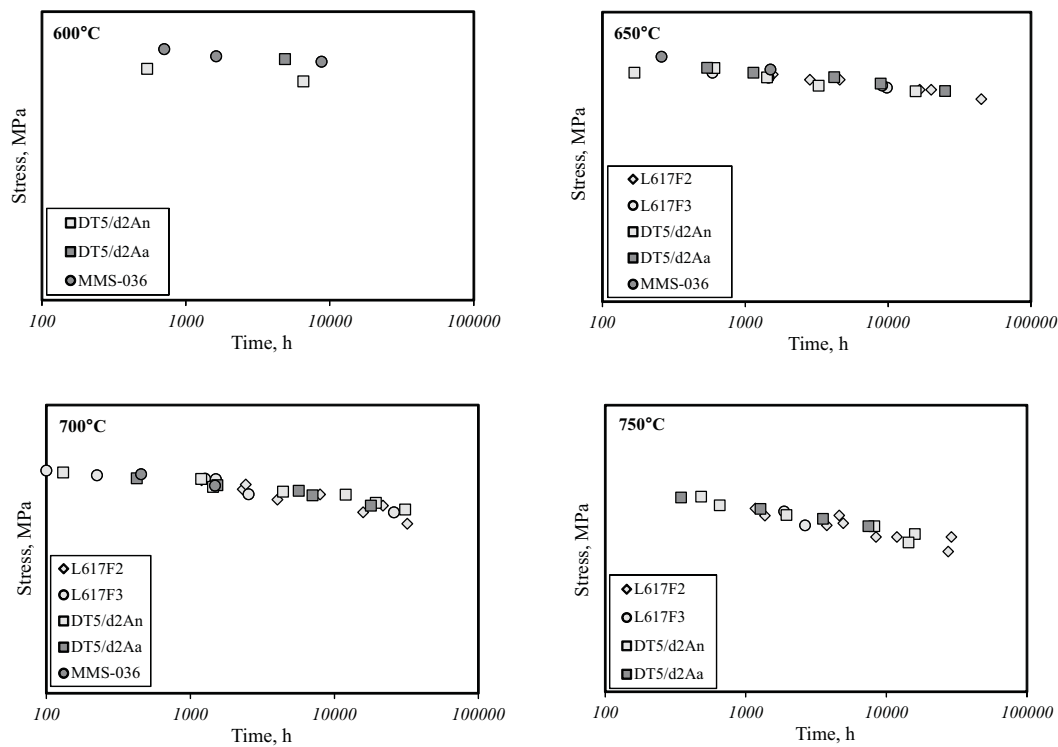 600°C
Stress, MPa
DT5/d2An
DT5/d2Aa
MMS-036
100 1000 10000 100000
Time, h
650°C
Stress, MPa
L617F2
L617F3
DT5/d2An
DT5/d2Aa
MMS-036
100 1000 10000 100000
Time, h
700°C
Stress, MPa
L617F2
L617F3
DT5/d2An
DT5/d2Aa
MMS-036
100 1000 10000 100000
Time, h
750°C
Stress, MPa
L617F2
L617F3
DT5/d2An
DT5/d2Aa
100 1000 10000 100000
Time, h